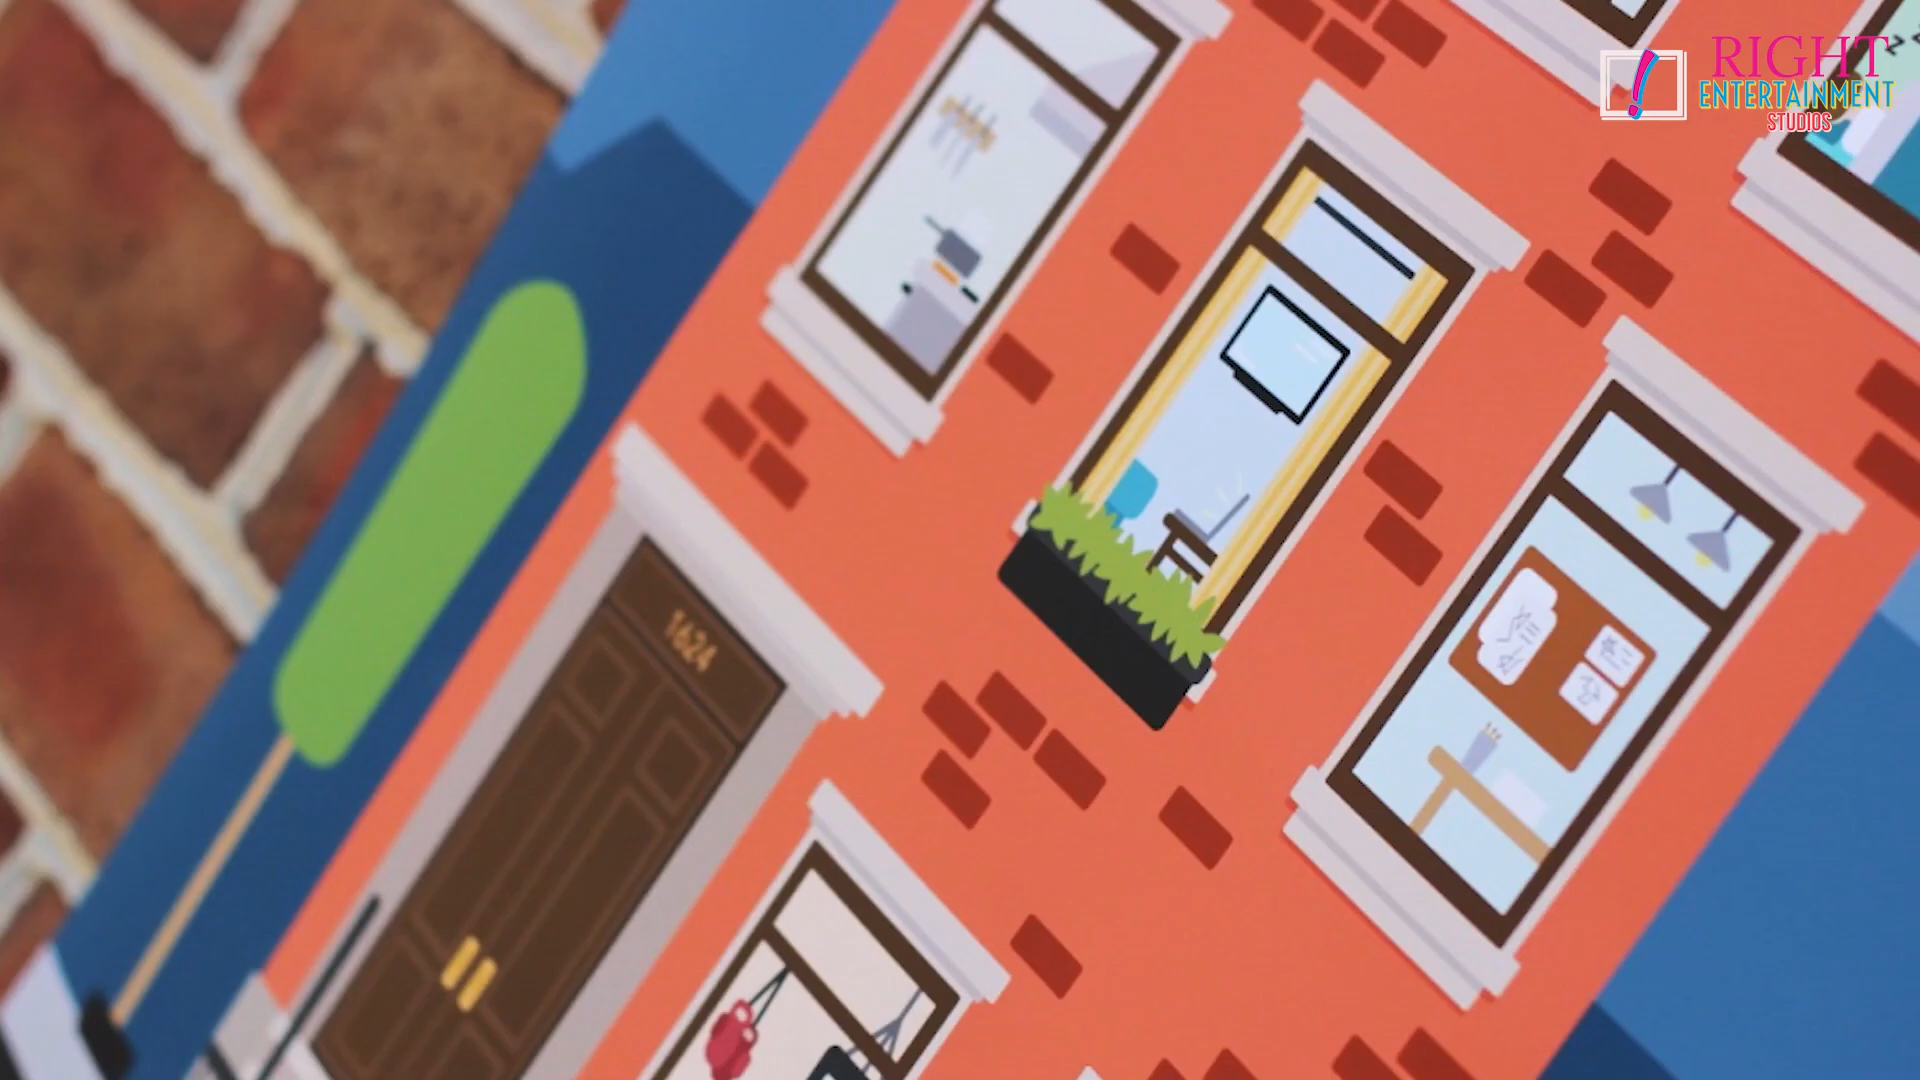 RIGHT
ENTERTAINMENT
STUDIOS
z z
1624